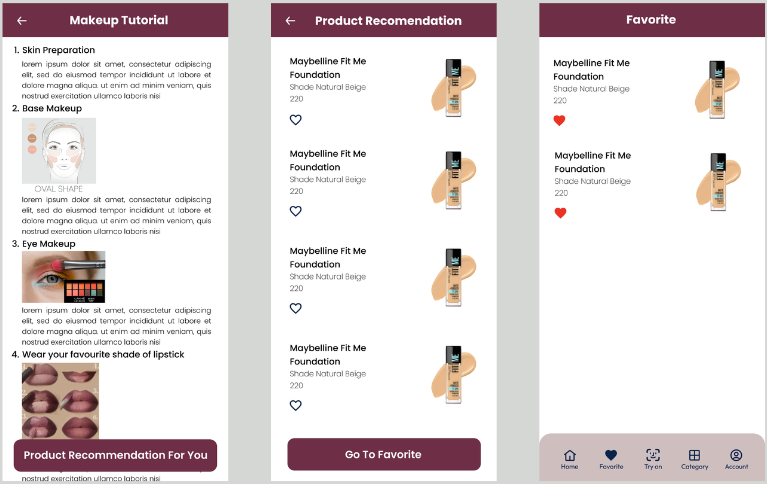 Makeup Tutorial
1. Skin Preparation
lorem ipsum dolor sit amet, consectetur adipiscing
elit, sed do eiusmod tempor incididunt ut labore et
dolore magna aliqua. ut enim ad minim veniam, quis
nostrud exercitation ullamco laboris nisi
2. Base Makeup
OVAL SHAPE
lorem ipsum dolor sit amet, consectetur adipiscing
elit, sed do eiusmod tempor incididunt ut labore et
dolore magna aliqua. ut enim ad minim veniam, quis
nostrud exercitation ullamco laboris nisi
3. Eye Makeup
lorem ipsum dolor sit amet, consectetur adipiscing
elit, sed do eiusmod tempor incididunt ut labore et
dolore magna aliqua. ut enim ad minim veniam, quis
nostrud exercitation ullamco laboris nisi
4. Wear your favourite shade of lipstick
Product Recommendation For You
nostrud exercitation ullamco laboris nisi
Product Recomendation
Maybelline Fit Me
Foundation
Shade Natural Beige
220
Maybelline Fit Me
Foundation
Shade Natural Beige
220
Maybelline Fit Me
Foundation
Shade Natural Beige
220
Maybelline Fit Me
Foundation
Shade Natural Beige
220
Go To Favorite
Favorite
Maybelline Fit Me
Foundation
Shade Natural Beige
220
Maybelline Fit Me
Foundation
Shade Natural Beige
220
Home
Favorite
Try on
Category
Account